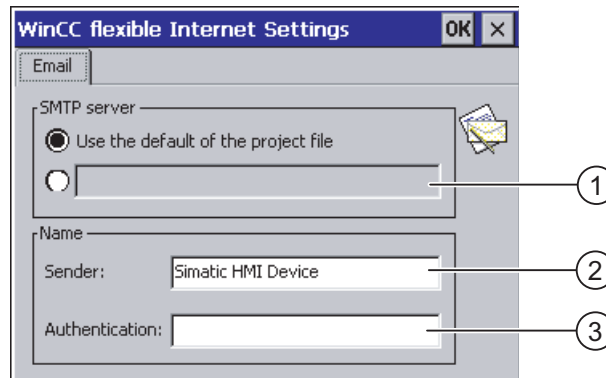 WinCC flexible Internet Settings OK ×
Email
SMTP server
Use the default of the project file
1
Name
Sender: Simatic HMI Device
2
Authentication:
3